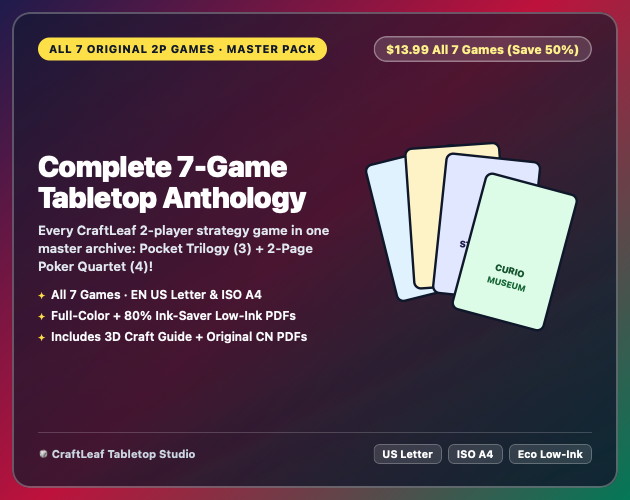 ALL 7 ORIGINAL 2P GAMES · MASTER PACK
$13.99 All 7 Games (Save 50%)
Complete 7-Game
Tabletop Anthology
Every CraftLeaf 2-player strategy game in one
master archive: Pocket Trilogy (3) + 2-Page
Poker Quartet (4)!
All 7 Games · EN US Letter & ISO A4
Full-Color + 80% Ink-Saver Low-Ink PDFs
Includes 3D Craft Guide + Original CN PDFs
CURIO
MUSEUM
CraftLeaf Tabletop Studio
US Letter
ISO A4
Eco Low-Ink